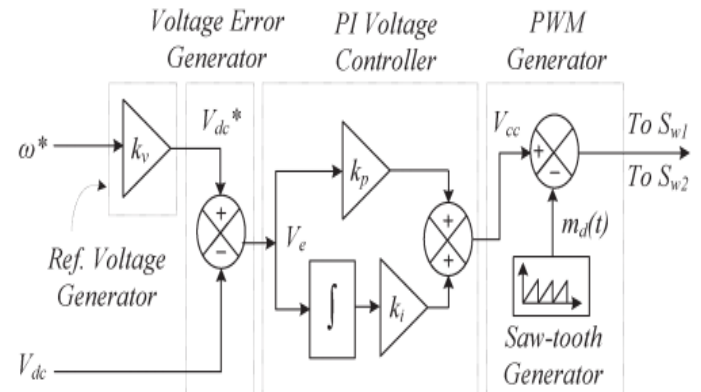 Voltage Error
Generator
PI Voltage
Controller
PWM
Generator
ω*
k_v
V_dc*
+
−
Ref. Voltage
Generator
V_dc
V_e
k_p
∫
k_i
+
+
V_cc
+
−
To S_w1
To S_w2
m_d(t)
Saw-tooth
Generator